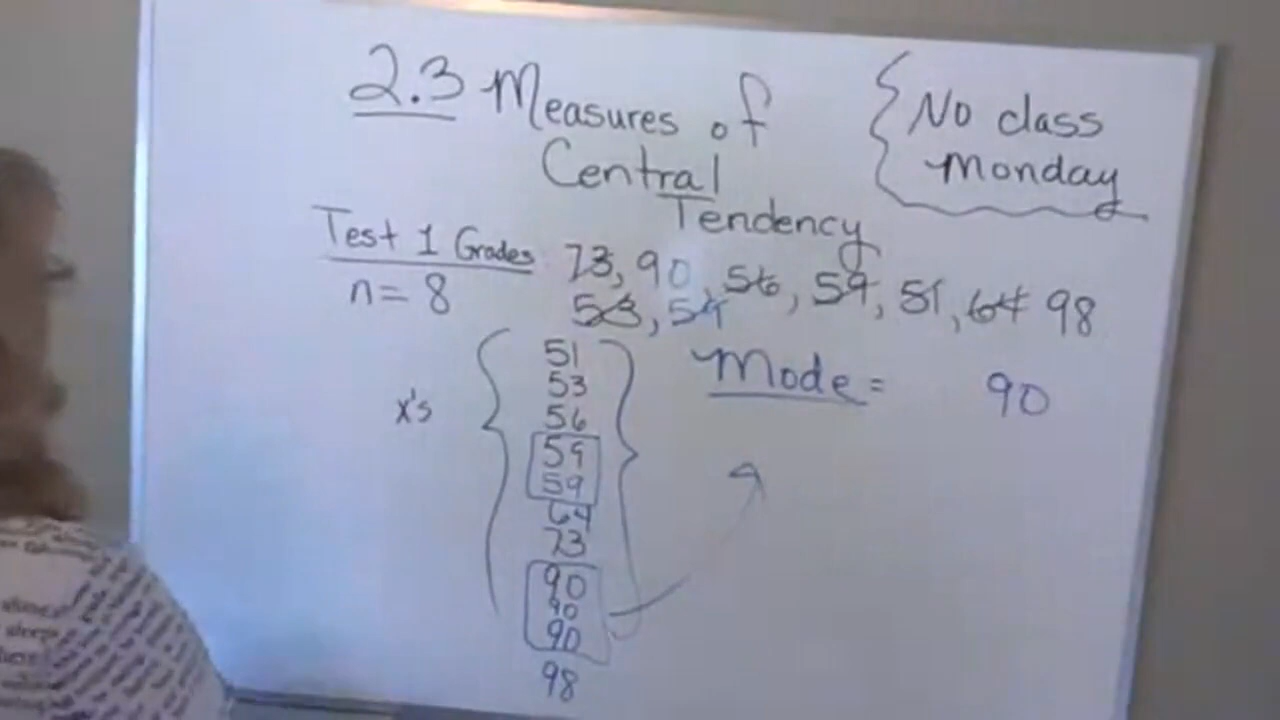 2.3 Measures of
Central
Tendency
No class
Monday
Test 1 Grades 73, 90, 56, 59, 51, 64 98
n = 8
53, 54
x's
51
53
56
59
59
64
73
90
90
90
98
Mode = 90